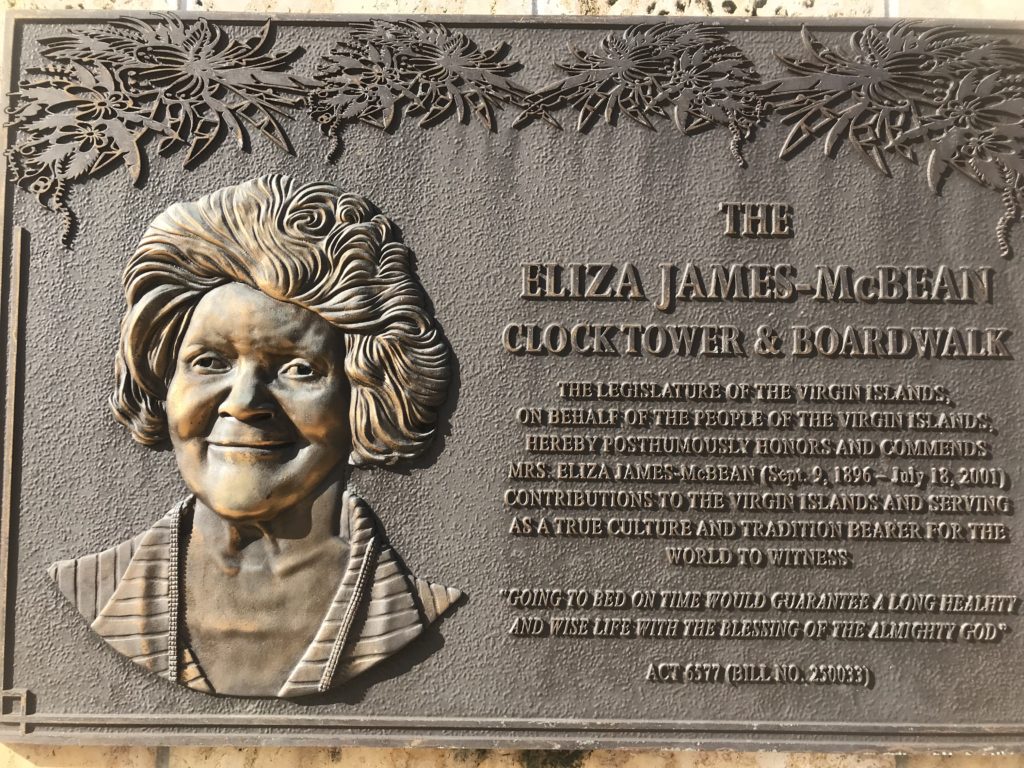 THE
ELIZA JAMES-McBEAN
CLOCKTOWER & BOARDWALK
THE LEGISLATURE OF THE VIRGIN ISLANDS,
ON BEHALF OF THE PEOPLE OF THE VIRGIN ISLANDS,
HEREBY POSTHUMOUSLY HONORS AND COMMENDS
MRS. ELIZA JAMES-McBEAN (Sept. 9, 1896 – July 18, 2001)
CONTRIBUTIONS TO THE VIRGIN ISLANDS AND SERVING
AS A TRUE CULTURE AND TRADITION BEARER FOR THE
WORLD TO WITNESS
"GOING TO BED ON TIME WOULD GUARANTEE A LONG HEALHTY
AND WISE LIFE WITH THE BLESSING OF THE ALMIGHTY GOD"
ACT 6577 (BILL NO. 250033)